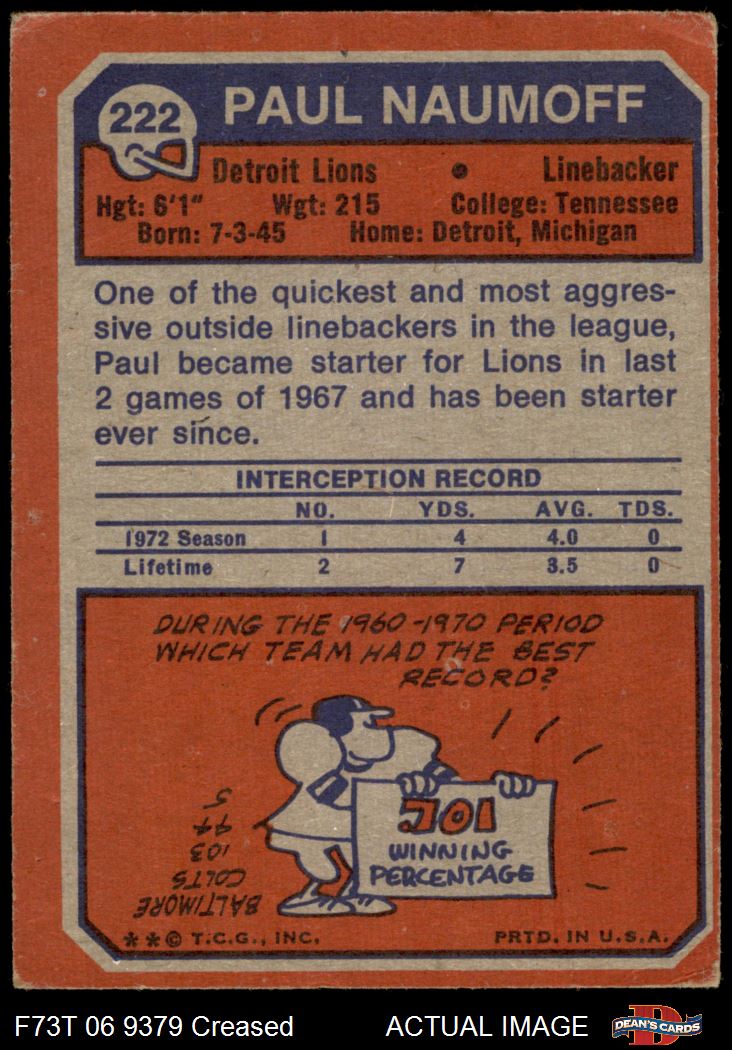 222
PAUL NAUMOFF
Detroit Lions • Linebacker
Hgt: 6'1" Wgt: 215 College: Tennessee
Born: 7-3-45 Home: Detroit, Michigan
One of the quickest and most aggres-
sive outside linebackers in the league,
Paul became starter for Lions in last
2 games of 1967 and has been starter
ever since.
INTERCEPTION RECORD
NO. YDS. AVG. TDS.
1972 Season 1 4 4.0 0
Lifetime 2 7 3.5 0
DURING THE 1960-1970 PERIOD
WHICH TEAM HAD THE BEST
RECORD?
.701
WINNING
PERCENTAGE
BALTIMORE
COLTS
103
44
5
**© T.C.G., INC. PRTD. IN U.S.A.
F73T 06 9379 Creased ACTUAL IMAGE
D
DEAN'S CARDS